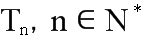 Tₙ, n ∈ N*